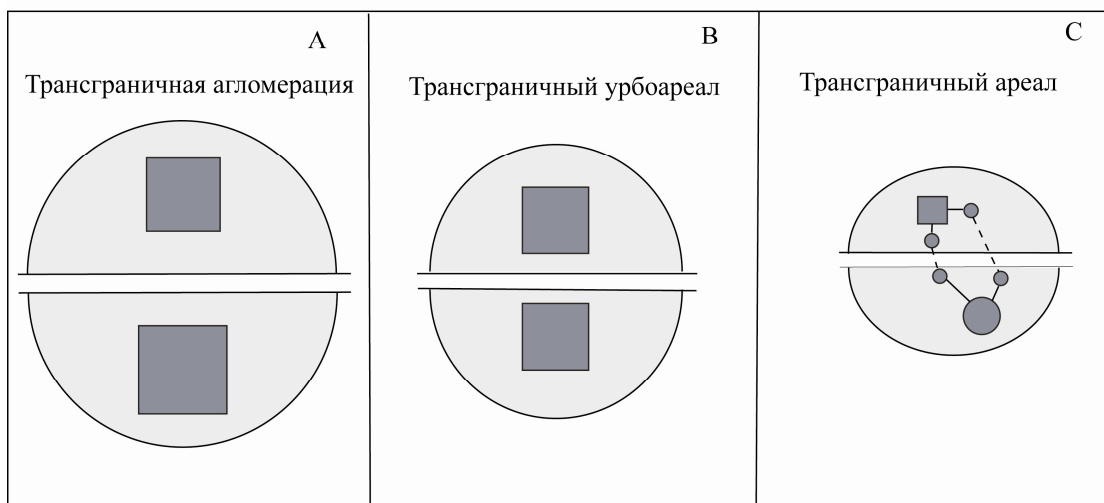 A
Трансграничная агломерация
B
Трансграничный урбоареал
C
Трансграничный ареал